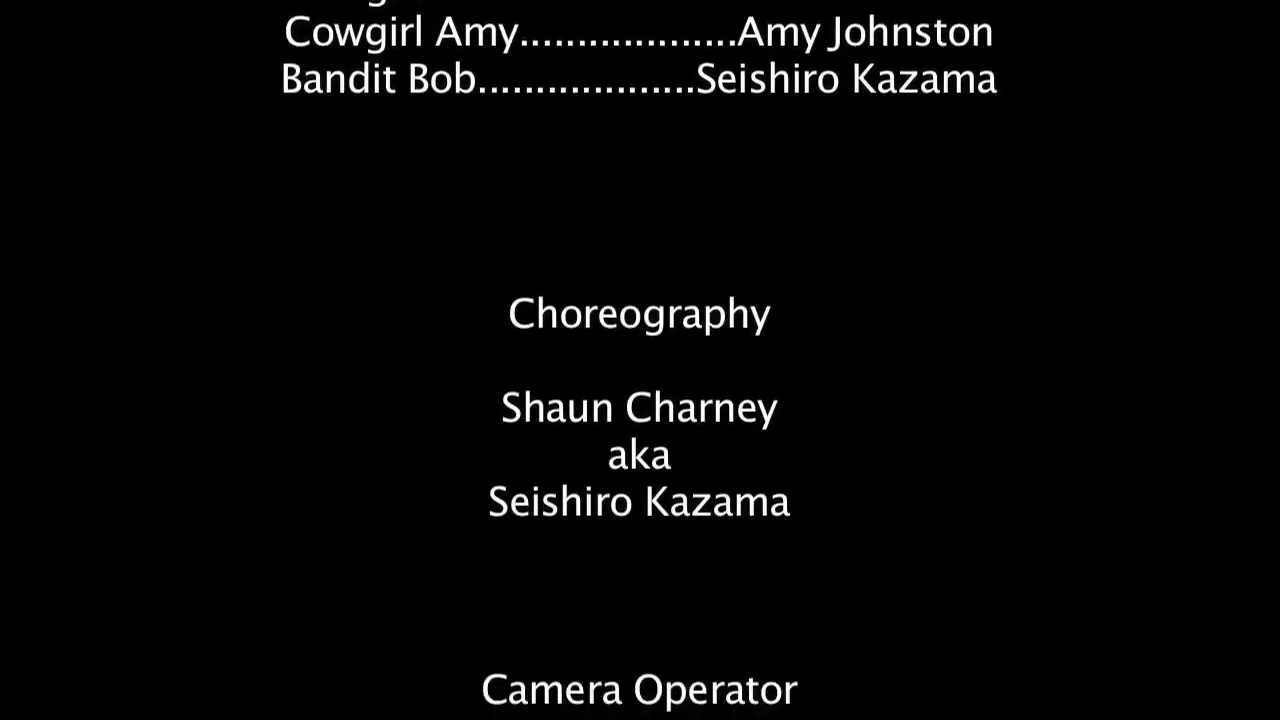 Cowgirl Amy...................Amy Johnston
Bandit Bob...................Seishiro Kazama
Choreography
Shaun Charney
aka
Seishiro Kazama
Camera Operator